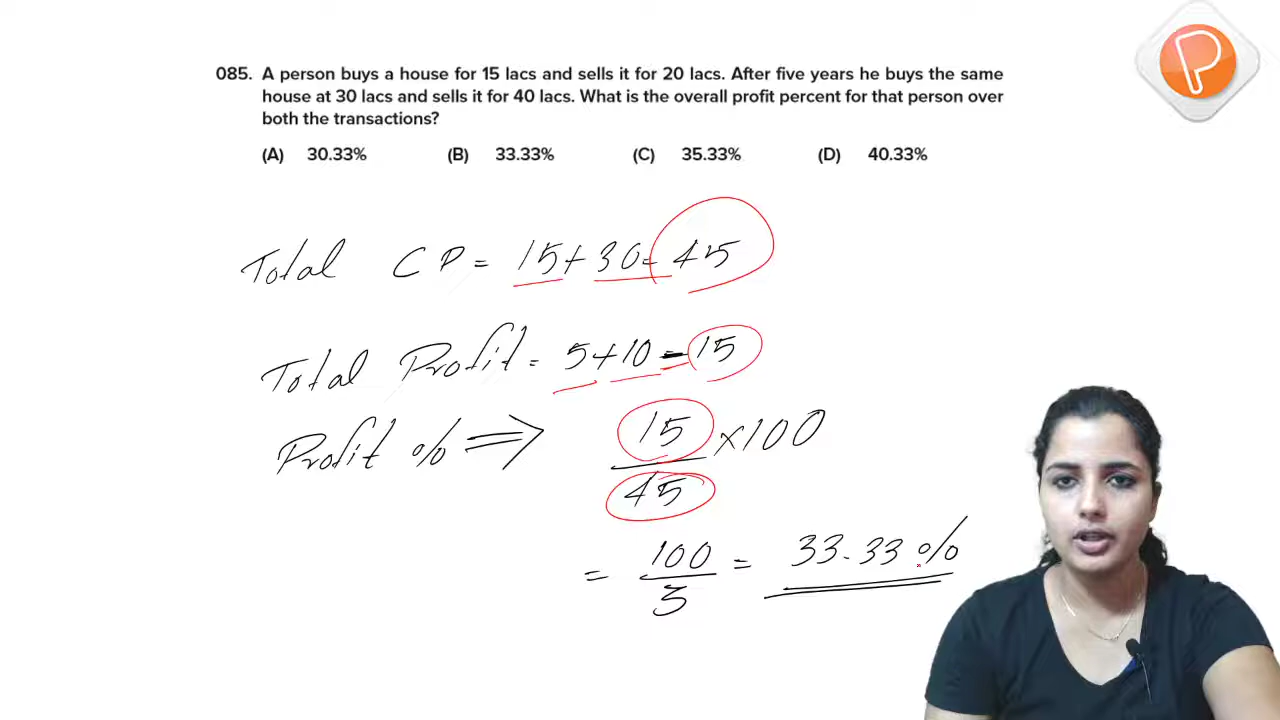 085. A person buys a house for 15 lacs and sells it for 20 lacs. After five years he buys the same
house at 30 lacs and sells it for 40 lacs. What is the overall profit percent for that person over
both the transactions?
(A) 30.33% (B) 33.33% (C) 35.33% (D) 40.33%
Total CP = 15+ 30= 45
Total Profit = 5+10 = 15
Profit % ⇒ 15/45 ×100
= 100/3 = 33.33 %